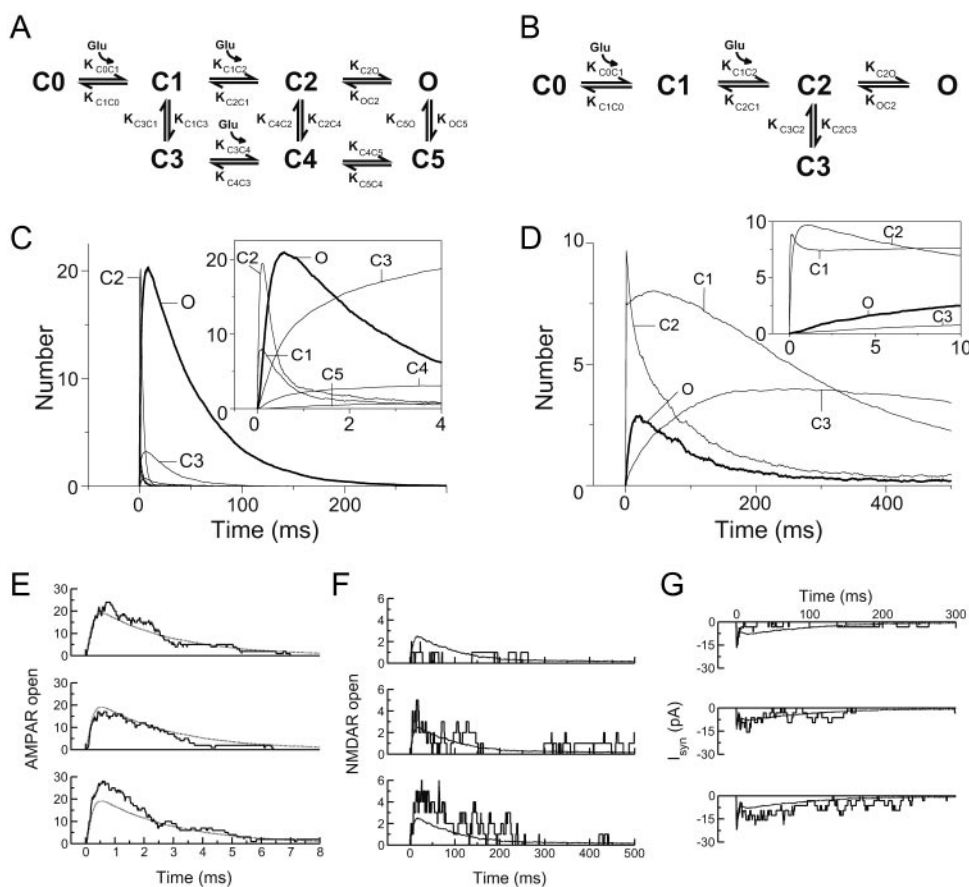 A
B
Glu Glu
K C0C1 K C1C2 K C2O
C0 C1 C2 O
K C1C0 K C2C1 K OC2
K C3C1 K C1C3 Glu K C4C2 K C2C4 K C5O K OC5
K C3C4 K C4C5
C3 C4 C5
K C4C3 K C5C4
Glu Glu
K C0C1 K C1C2 K C2O
C0 C1 C2 O
K C1C0 K C2C1 K OC2
K C3C2 K C2C3
C3
C
D
Number
20
10
0
C2
O
C3
0 100 200
Time (ms)
20
10
0
C2
O
C3
C1
C5
C4
0 2 4
Number
10
5
0
C1
C2
O
C3
0 200 400
Time (ms)
10
5
0
C2
C1
O
C3
0 5 10
E
F
G
AMPAR open
30
20
10
0
30
20
10
0
30
20
10
0
0 1 2 3 4 5 6 7 8
Time (ms)
NMDAR open
6
4
2
0
6
4
2
0
6
4
2
0
0 100 200 300 400 500
Time (ms)
Time (ms)
0 100 200 300
I syn (pA)
0
-15
-30
0
-15
-30
0
-15
-30